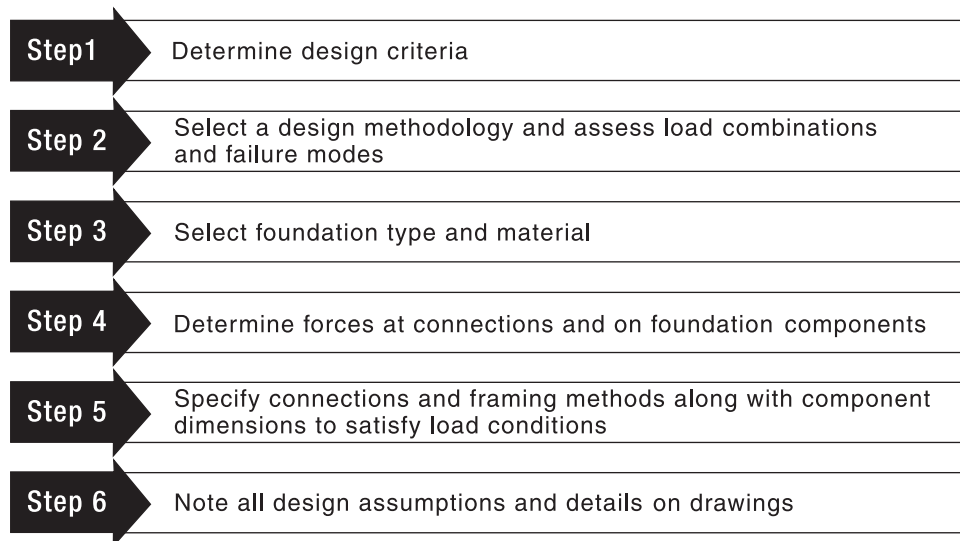 Step1
Determine design criteria
Step 2
Select a design methodology and assess load combinations
and failure modes
Step 3
Select foundation type and material
Step 4
Determine forces at connections and on foundation components
Step 5
Specify connections and framing methods along with component
dimensions to satisfy load conditions
Step 6
Note all design assumptions and details on drawings